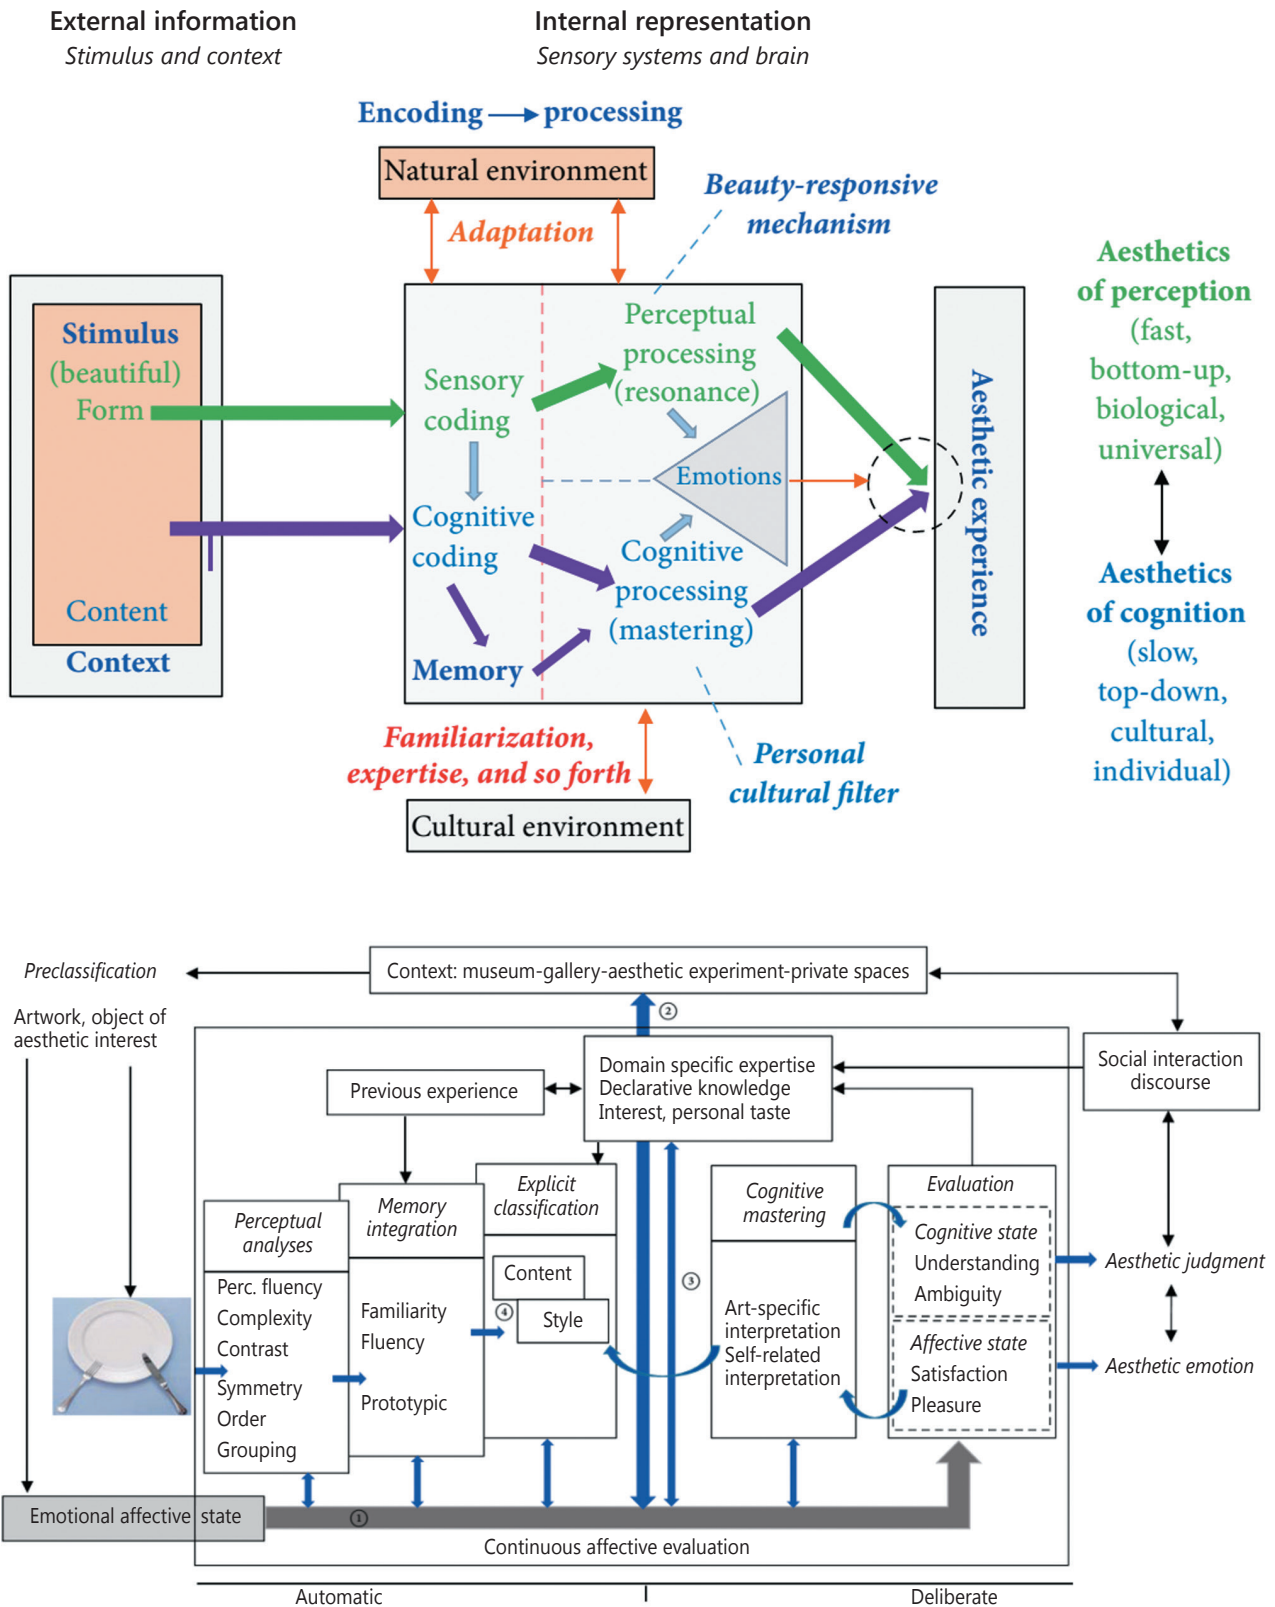 External information
Stimulus and context
Internal representation
Sensory systems and brain
Encoding
processing
Natural environment
Adaptation
Beauty-responsive
mechanism
Stimulus
(beautiful)
Form
Content
Context
Sensory
coding
Cognitive
coding
Memory
Perceptual
processing
(resonance)
Emotions
Cognitive
processing
(mastering)
Aesthetic experience
Aesthetics
of perception
(fast,
bottom-up,
biological,
universal)
Aesthetics
of cognition
(slow,
top-down,
cultural,
individual)
Familiarization,
expertise, and so forth
Personal
cultural filter
Cultural environment
Preclassification
Context: museum-gallery-aesthetic experiment-private spaces
Artwork, object of
aesthetic interest
②
Social interaction
discourse
Previous experience
Domain specific expertise
Declarative knowledge
Interest, personal taste
Perceptual
analyses
Perc. fluency
Complexity
Contrast
Symmetry
Order
Grouping
Memory
integration
Familiarity
Fluency
Prototypic
Explicit
classification
Content
④
Style
③
Cognitive
mastering
Art-specific
interpretation
Self-related
interpretation
Evaluation
Cognitive state
Understanding
Ambiguity
Affective state
Satisfaction
Pleasure
Aesthetic judgment
Aesthetic emotion
Emotional affective state
①
Continuous affective evaluation
Automatic
Deliberate